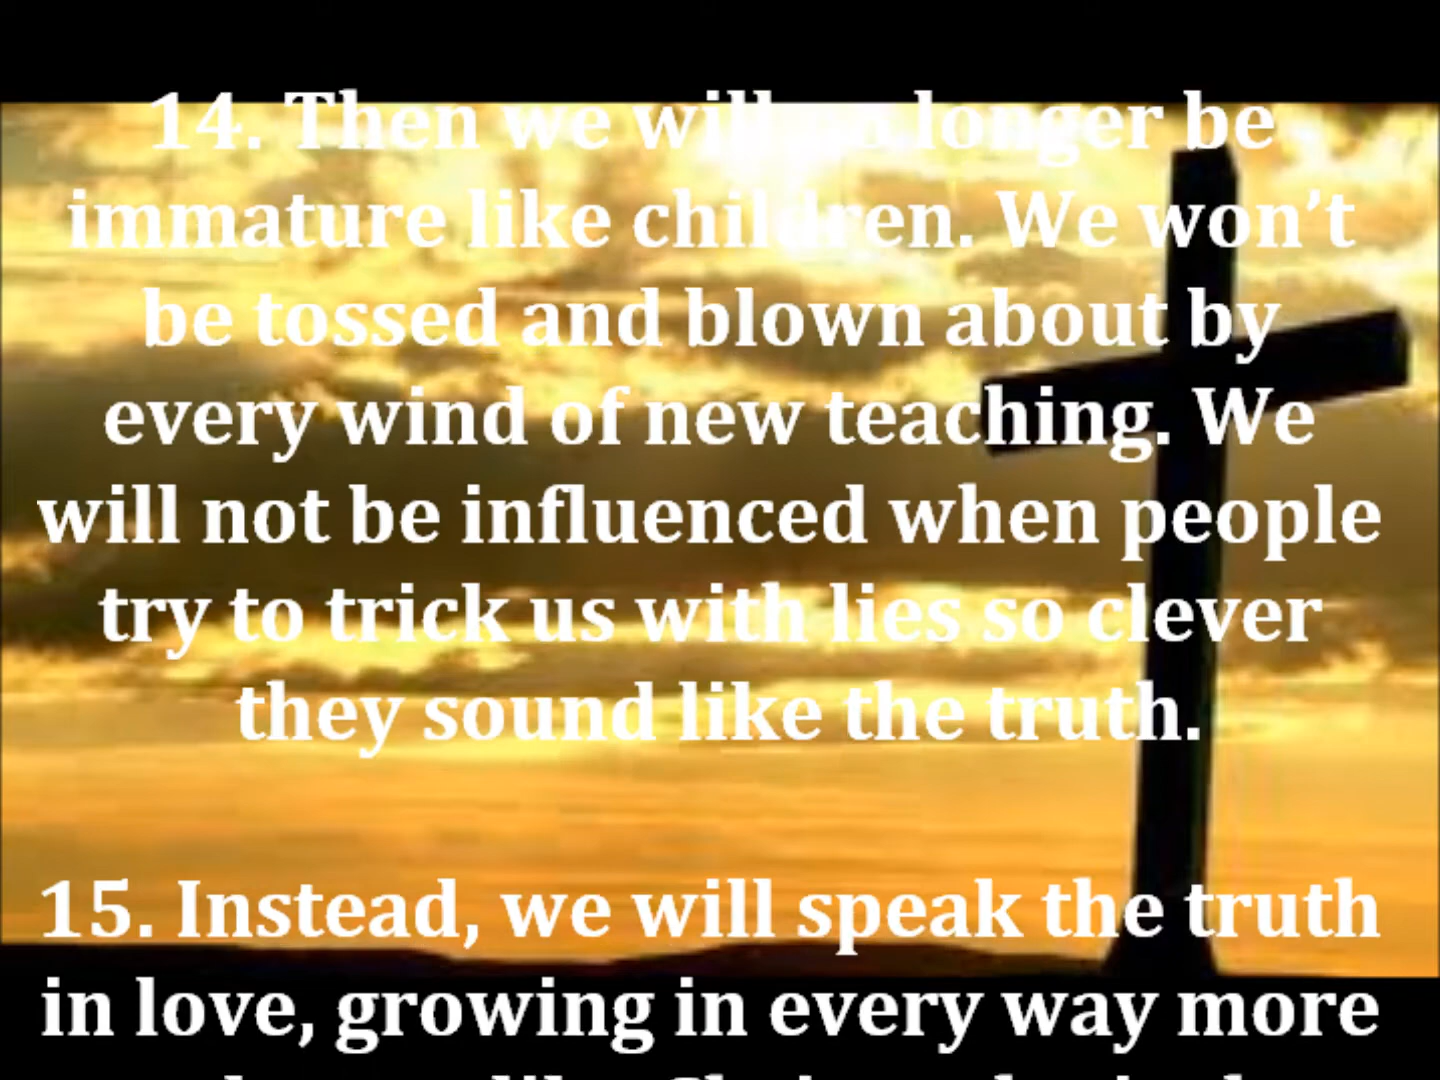 14. Then we will no longer be
immature like children. We won’t
be tossed and blown about by
every wind of new teaching. We
will not be influenced when people
try to trick us with lies so clever
they sound like the truth.
15. Instead, we will speak the truth
in love, growing in every way more